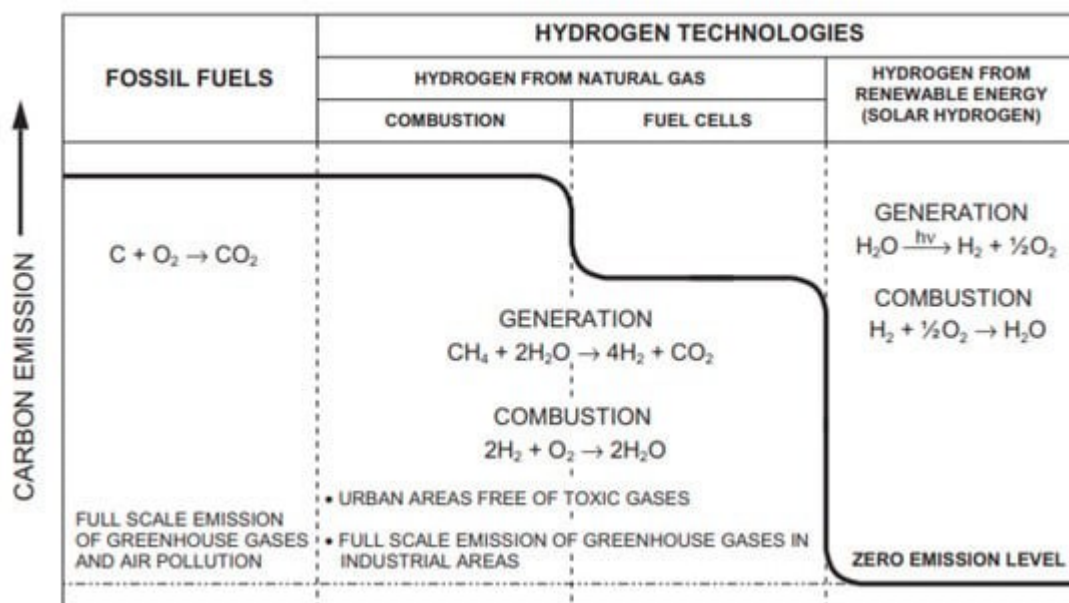 HYDROGEN TECHNOLOGIES
FOSSIL FUELS
HYDROGEN FROM NATURAL GAS
HYDROGEN FROM
RENEWABLE ENERGY
(SOLAR HYDROGEN)
COMBUSTION
FUEL CELLS
CARBON EMISSION
C + O₂ → CO₂
GENERATION
CH₄ + 2H₂O → 4H₂ + CO₂
COMBUSTION
2H₂ + O₂ → 2H₂O
GENERATION
H₂O hν→ H₂ + ½O₂
COMBUSTION
H₂ + ½O₂ → H₂O
FULL SCALE EMISSION
OF GREENHOUSE GASES
AND AIR POLLUTION
• URBAN AREAS FREE OF TOXIC GASES
• FULL SCALE EMISSION OF GREENHOUSE GASES IN
INDUSTRIAL AREAS
ZERO EMISSION LEVEL